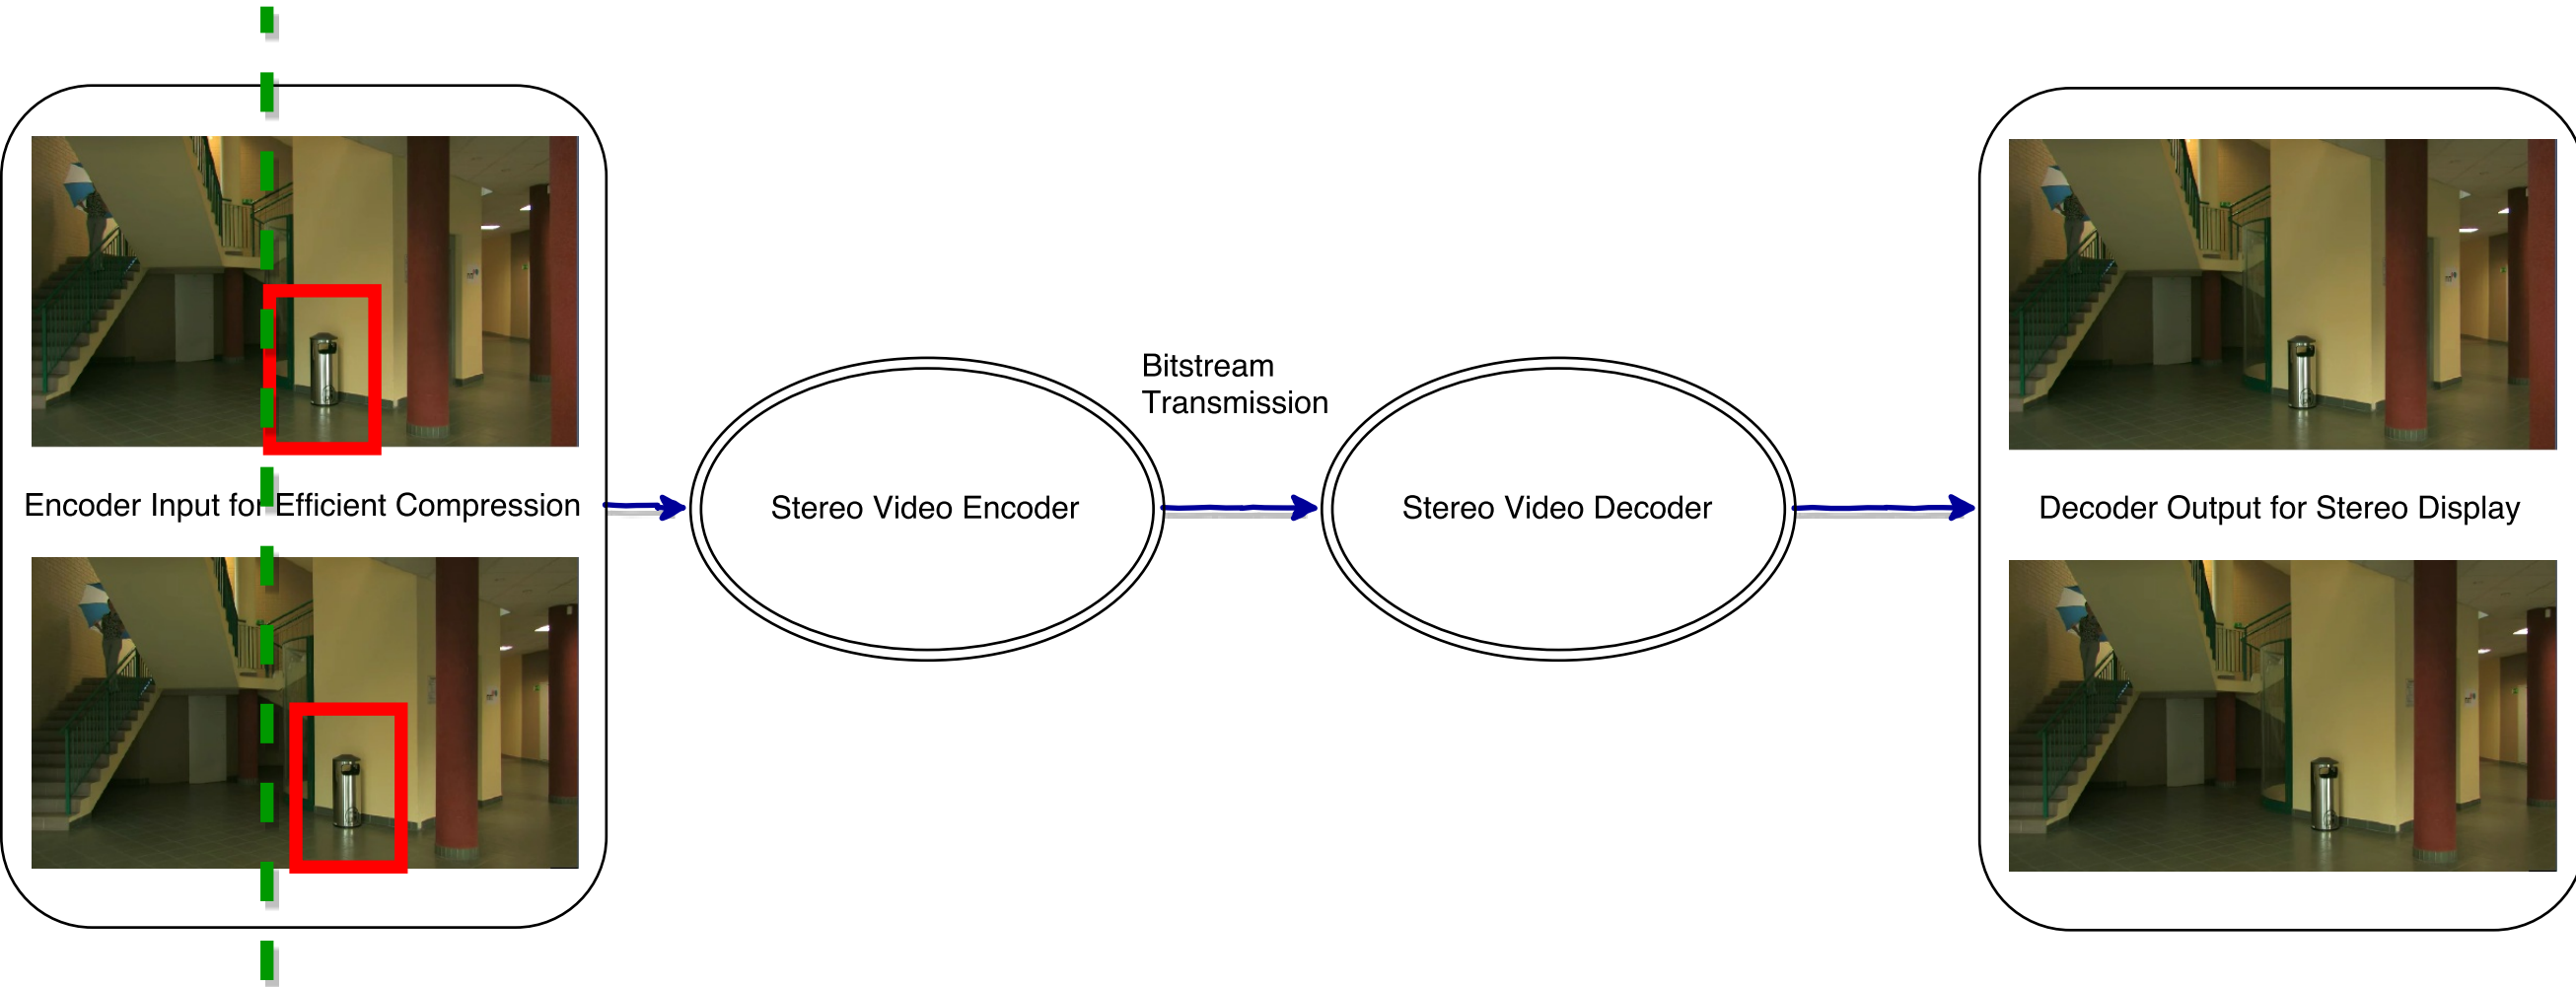 Bitstream
Transmission
Encoder Input for Efficient Compression
Stereo Video Encoder
Stereo Video Decoder
Decoder Output for Stereo Display